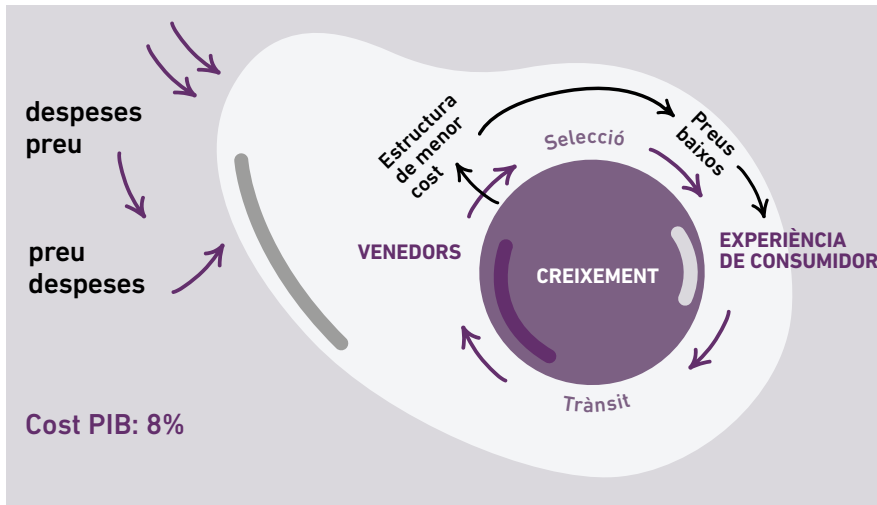 despeses
preu
preu
despeses
Cost PIB: 8%
Estructura
de menor
cost
Selecció
Preus
baixos
VENEDORS
CREIXEMENT
EXPERIÈNCIA
DE CONSUMIDOR
Trànsit